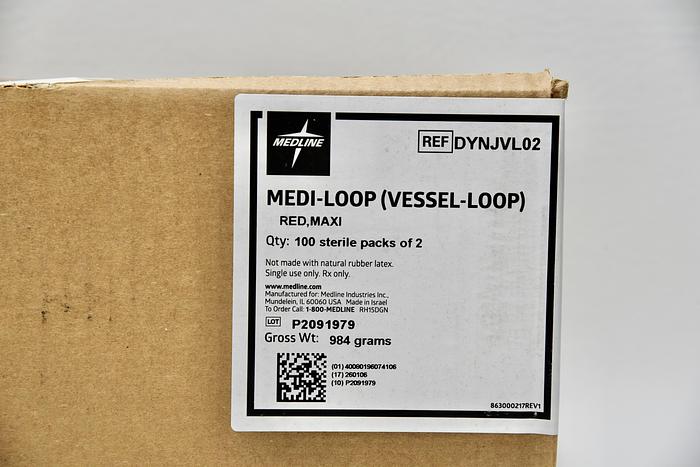 MEDLINE
REF DYNJVL02
MEDI-LOOP (VESSEL-LOOP)
RED,MAXI
Qty: 100 sterile packs of 2
Not made with natural rubber latex.
Single use only. Rx only.
www.medline.com
Manufactured for: Medline Industries Inc.,
Mundelein, IL 60060 USA Made in Israel
To Order Call: 1-800-MEDLINE RH15DGN
LOT P2091979
Gross Wt: 984 grams
(01) 40080196074106
(17) 260106
(10) P2091979
863000217REV1